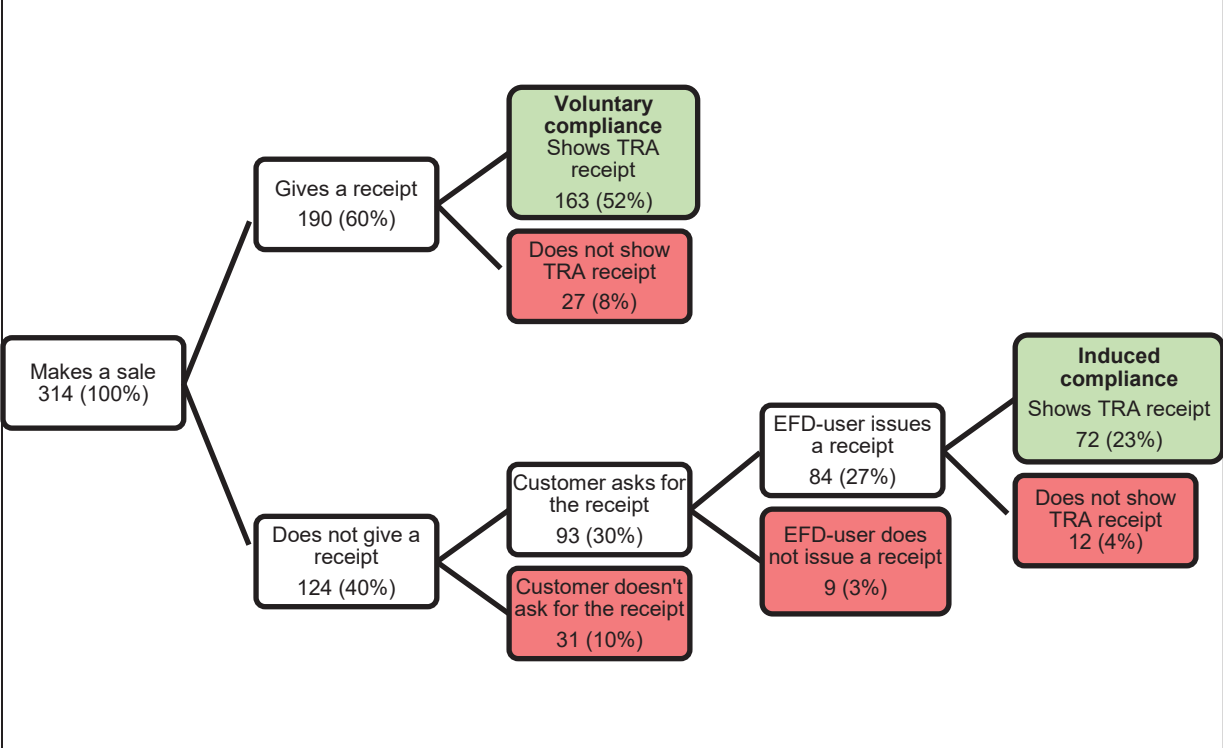 Voluntary
compliance
Shows TRA
receipt
163 (52%)
Gives a receipt
190 (60%)
Does not show
TRA receipt
27 (8%)
Makes a sale
314 (100%)
Induced
compliance
Shows TRA receipt
72 (23%)
EFD-user issues
a receipt
84 (27%)
Customer asks for
the receipt
93 (30%)
Does not show
TRA receipt
12 (4%)
Does not give a
receipt
124 (40%)
EFD-user does
not issue a receipt
9 (3%)
Customer doesn't
ask for the receipt
31 (10%)